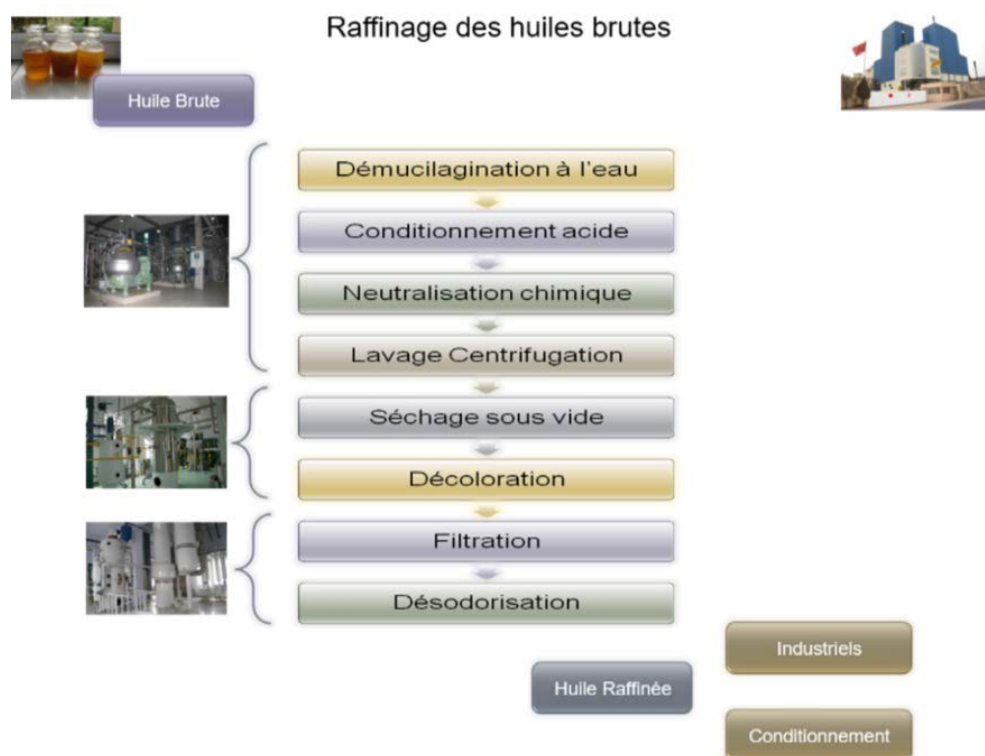 Raffinage des huiles brutes
Huile Brute
Démucilagination à l'eau
Conditionnement acide
Neutralisation chimique
Lavage Centrifugation
Séchage sous vide
Décoloration
Filtration
Désodorisation
Industriels
Huile Raffinée
Conditionnement